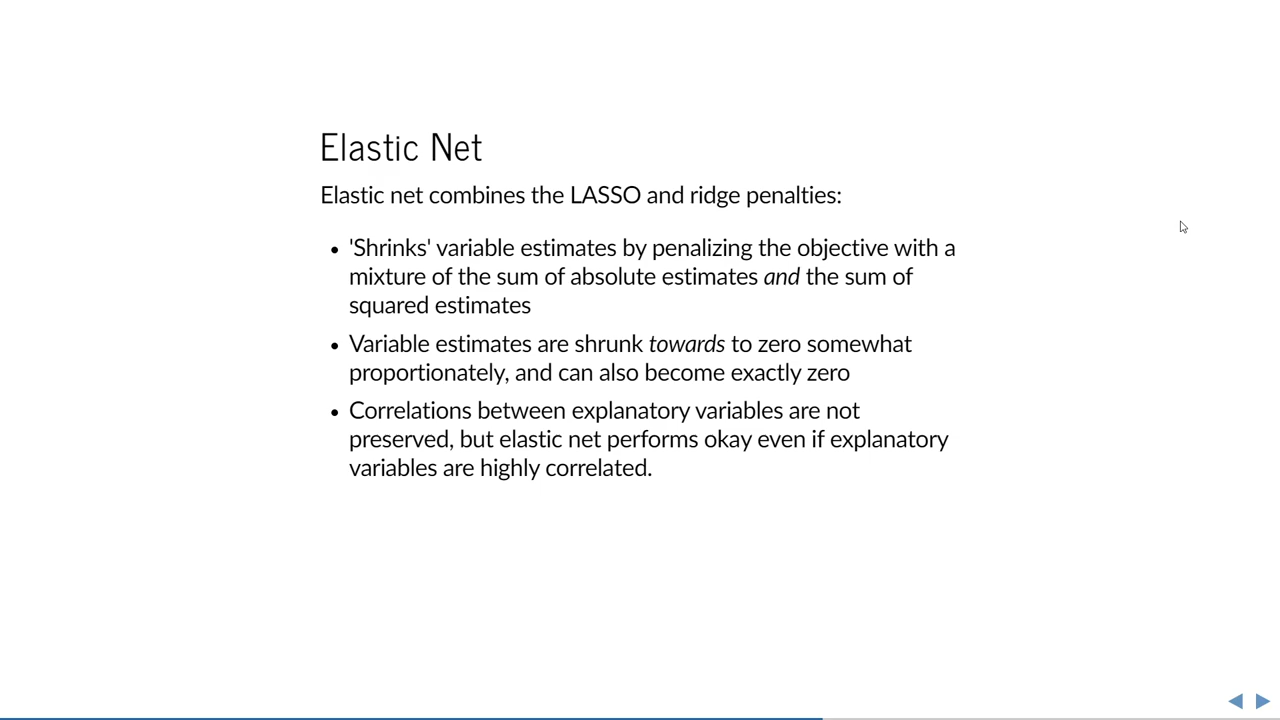 Elastic Net
Elastic net combines the LASSO and ridge penalties:
• 'Shrinks' variable estimates by penalizing the objective with a
mixture of the sum of absolute estimates and the sum of
squared estimates
• Variable estimates are shrunk towards to zero somewhat
proportionately, and can also become exactly zero
• Correlations between explanatory variables are not
preserved, but elastic net performs okay even if explanatory
variables are highly correlated.